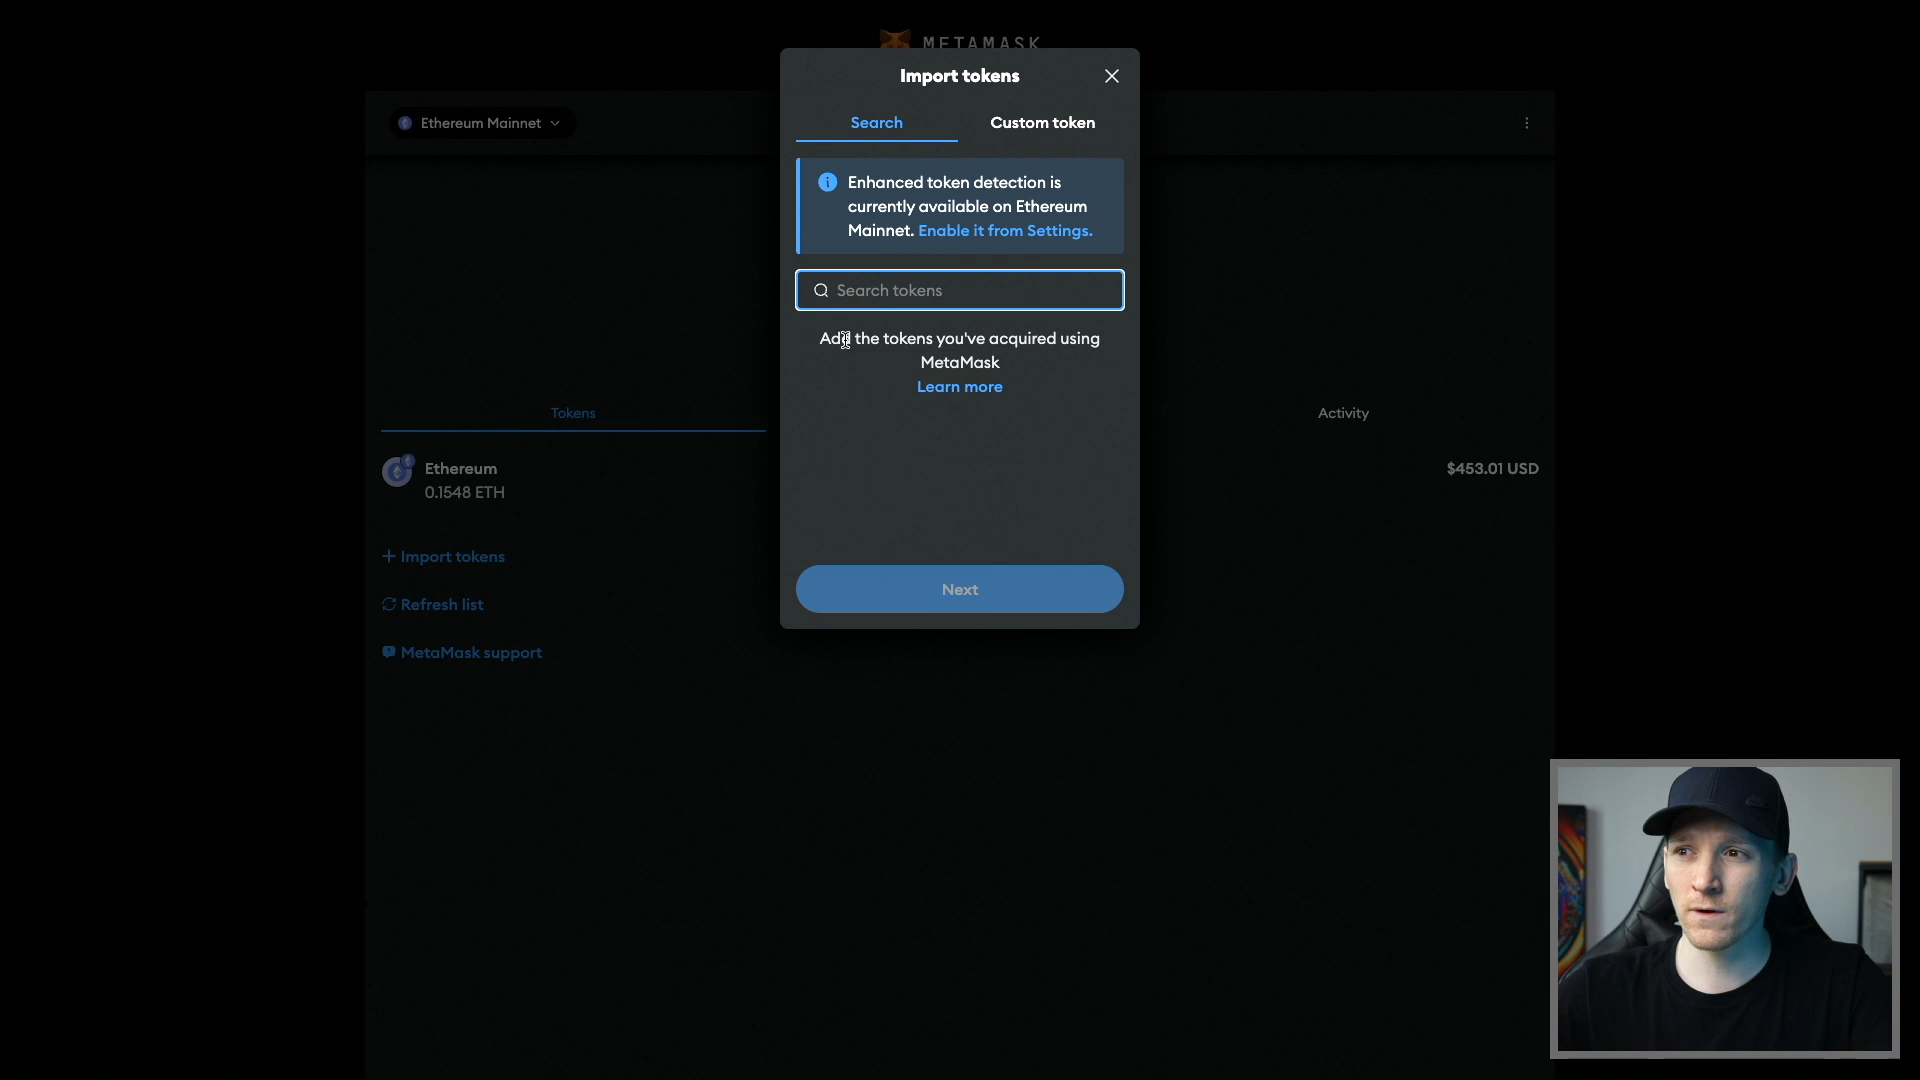 METAMASK
Import tokens
Ethereum Mainnet
Search
Custom token
Enhanced token detection is
currently available on Ethereum
Mainnet. Enable it from Settings.
Search tokens
Add the tokens you've acquired using
MetaMask
Learn more
Tokens
Activity
Ethereum
$453.01 USD
0.1548 ETH
Import tokens
Next
Refresh list
MetaMask support